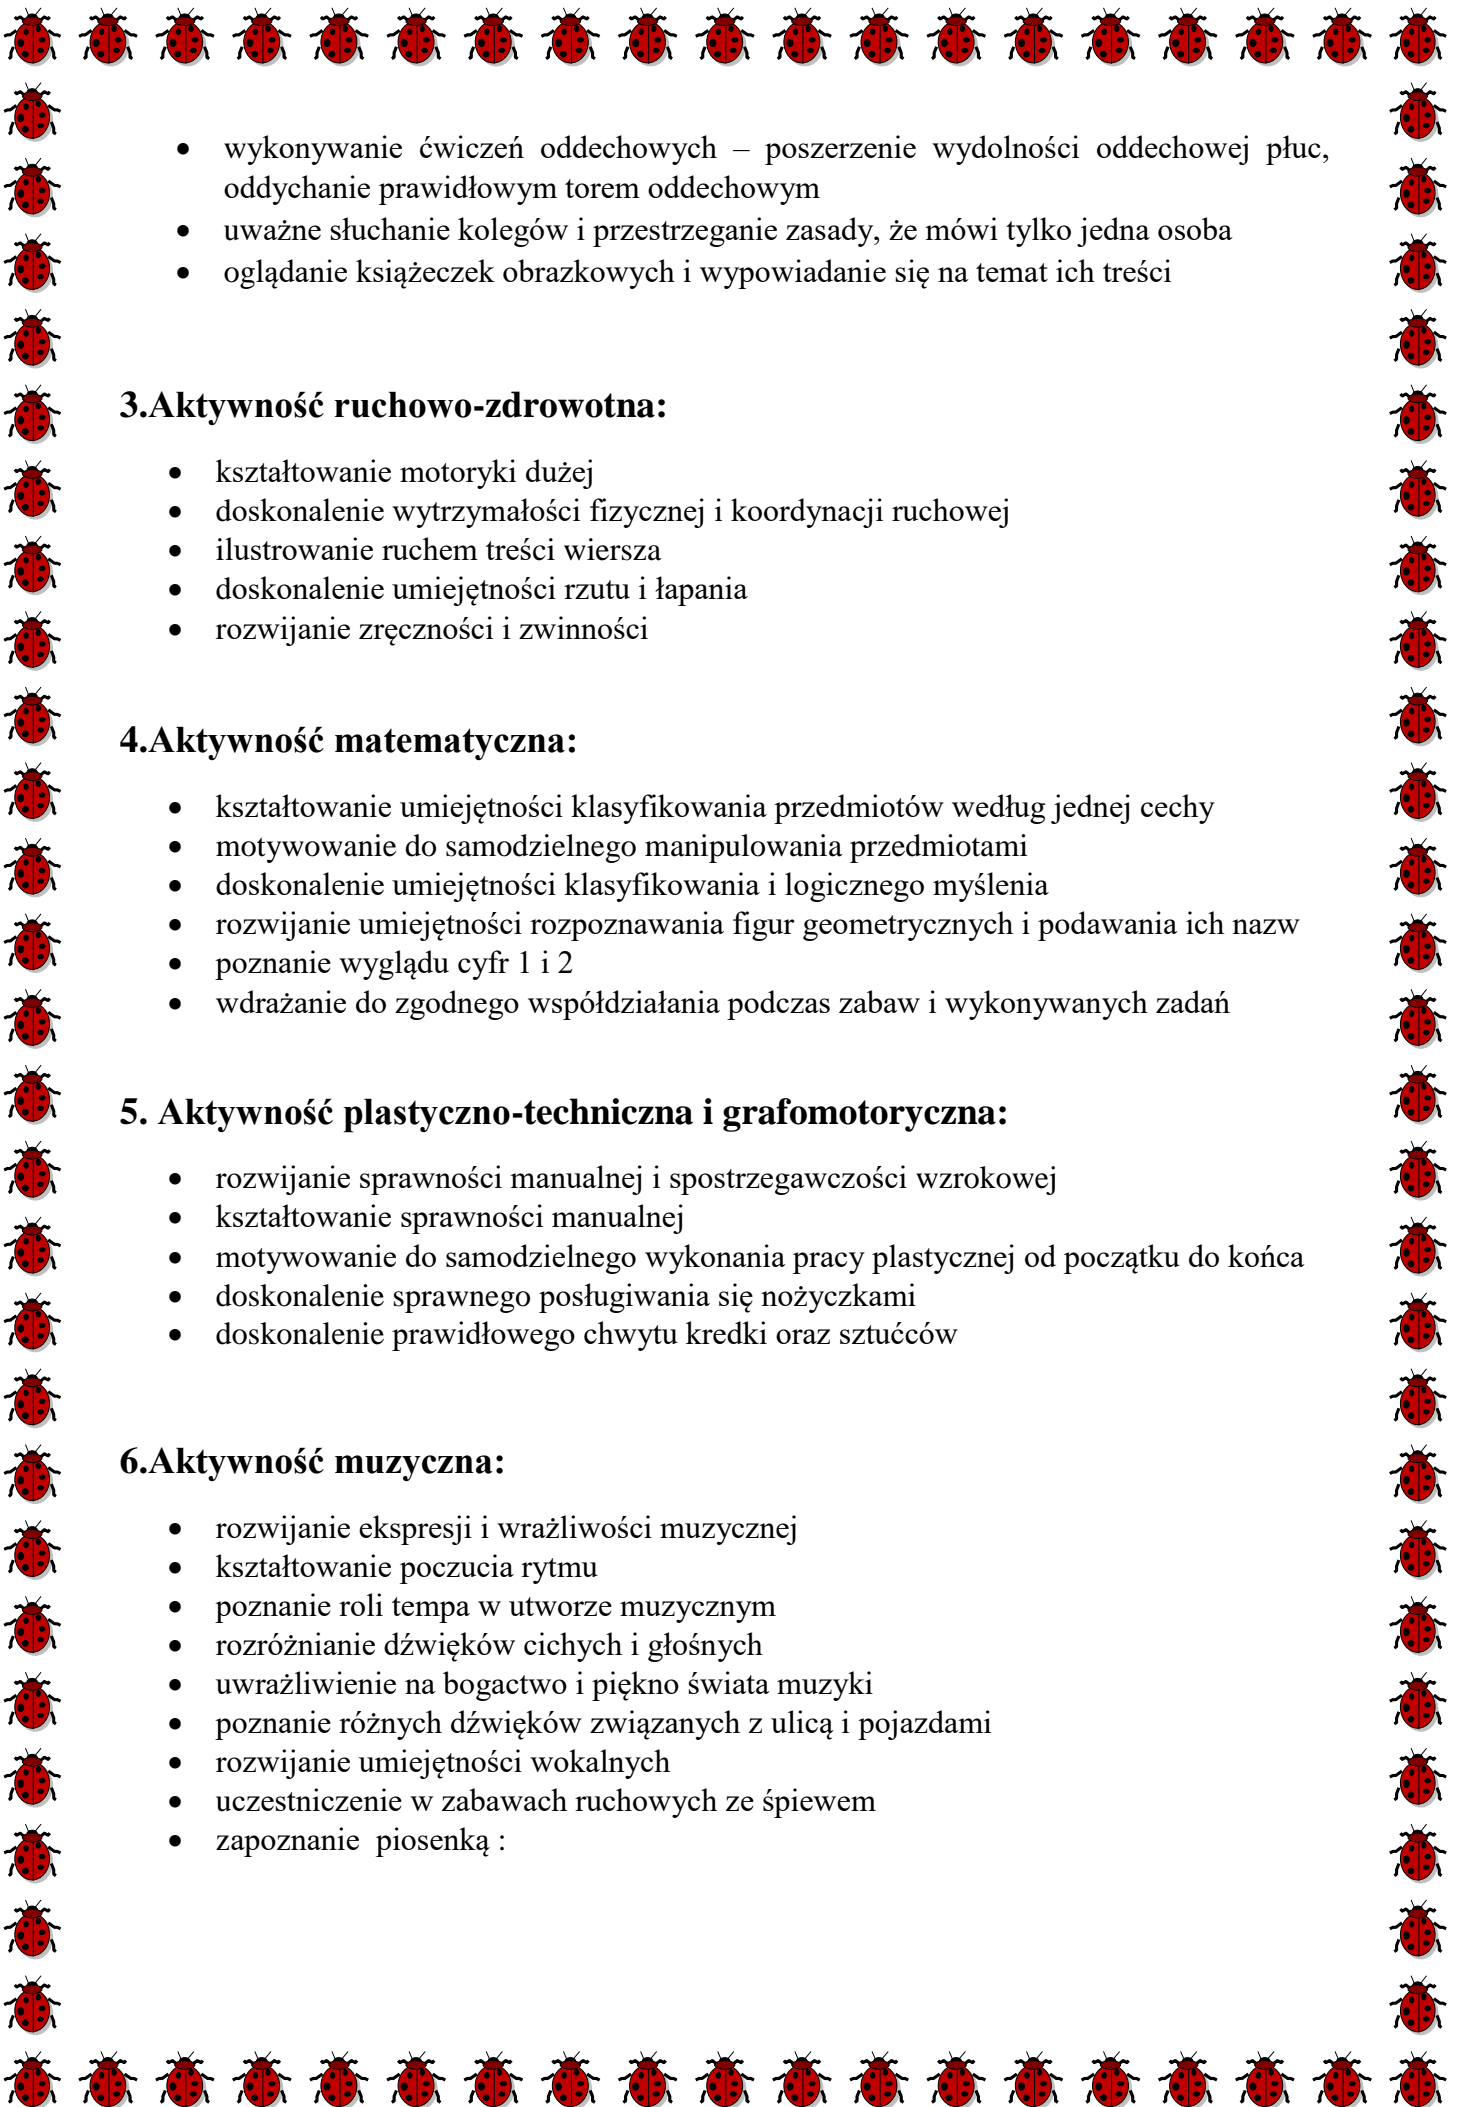 • wykonywanie ćwiczeń oddechowych – poszerzenie wydolności oddechowej płuc,
oddychanie prawidłowym torem oddechowym
• uważne słuchanie kolegów i przestrzeganie zasady, że mówi tylko jedna osoba
• oglądanie książeczek obrazkowych i wypowiadanie się na temat ich treści
3.Aktywność ruchowo-zdrowotna:
• kształtowanie motoryki dużej
• doskonalenie wytrzymałości fizycznej i koordynacji ruchowej
• ilustrowanie ruchem treści wiersza
• doskonalenie umiejętności rzutu i łapania
• rozwijanie zręczności i zwinności
4.Aktywność matematyczna:
• kształtowanie umiejętności klasyfikowania przedmiotów według jednej cechy
• motywowanie do samodzielnego manipulowania przedmiotami
• doskonalenie umiejętności klasyfikowania i logicznego myślenia
• rozwijanie umiejętności rozpoznawania figur geometrycznych i podawania ich nazw
• poznanie wyglądu cyfr 1 i 2
• wdrażanie do zgodnego współdziałania podczas zabaw i wykonywanych zadań
5. Aktywność plastyczno-techniczna i grafomotoryczna:
• rozwijanie sprawności manualnej i spostrzegawczości wzrokowej
• kształtowanie sprawności manualnej
• motywowanie do samodzielnego wykonania pracy plastycznej od początku do końca
• doskonalenie sprawnego posługiwania się nożyczkami
• doskonalenie prawidłowego chwytu kredki oraz sztućców
6.Aktywność muzyczna:
• rozwijanie ekspresji i wrażliwości muzycznej
• kształtowanie poczucia rytmu
• poznanie roli tempa w utworze muzycznym
• rozróżnianie dźwięków cichych i głośnych
• uwrażliwienie na bogactwo i piękno świata muzyki
• poznanie różnych dźwięków związanych z ulicą i pojazdami
• rozwijanie umiejętności wokalnych
• uczestniczenie w zabawach ruchowych ze śpiewem
• zapoznanie  piosenką :